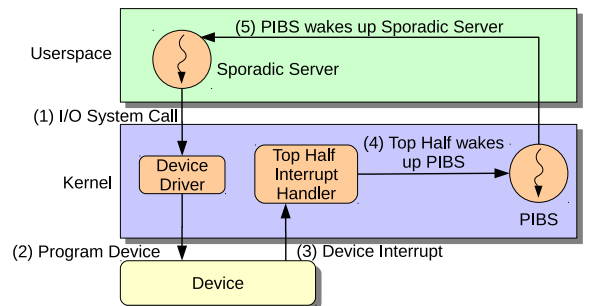 (5) PIBS wakes up Sporadic Server
Userspace
Sporadic Server
(1) I/O System Call
Device
Driver
Top Half
Interrupt
Handler
(4) Top Half wakes
up PIBS
Kernel
PIBS
(2) Program Device
(3) Device Interrupt
Device